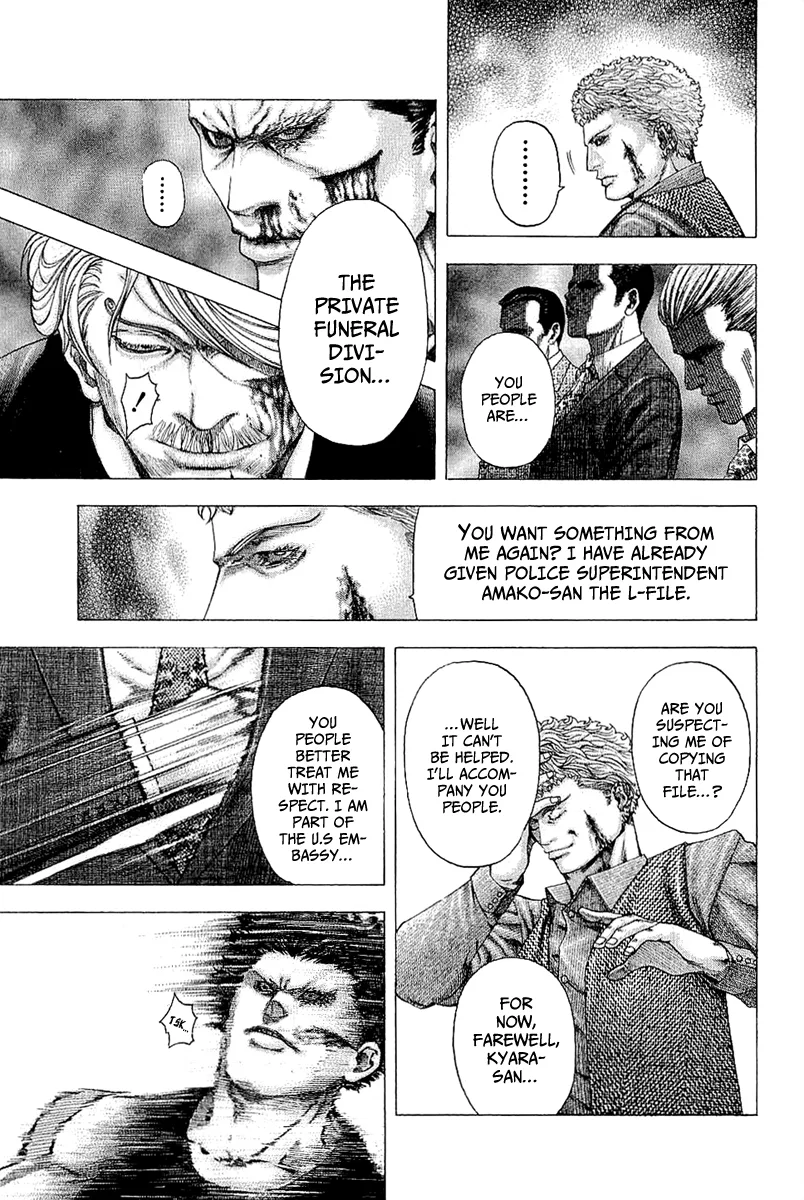 ......
YOU
PEOPLE
ARE...
.....
THE
PRIVATE
FUNERAL
DIVI-
SION...
!
YOU WANT SOMETHING FROM
ME AGAIN? I HAVE ALREADY
GIVEN POLICE SUPERINTENDENT
AMAKO-SAN THE L-FILE.
ARE YOU
SUSPECT-
ING ME OF
COPYING
THAT
FILE...?
...WELL
IT CAN'T
BE HELPED.
I'LL ACCOM-
PANY YOU
PEOPLE.
FOR
NOW,
FAREWELL,
KYARA-
SAN...
YOU
PEOPLE
BETTER
TREAT ME
WITH RE-
SPECT. I AM
PART OF
THE U.S EM-
BASSY...
TSK...